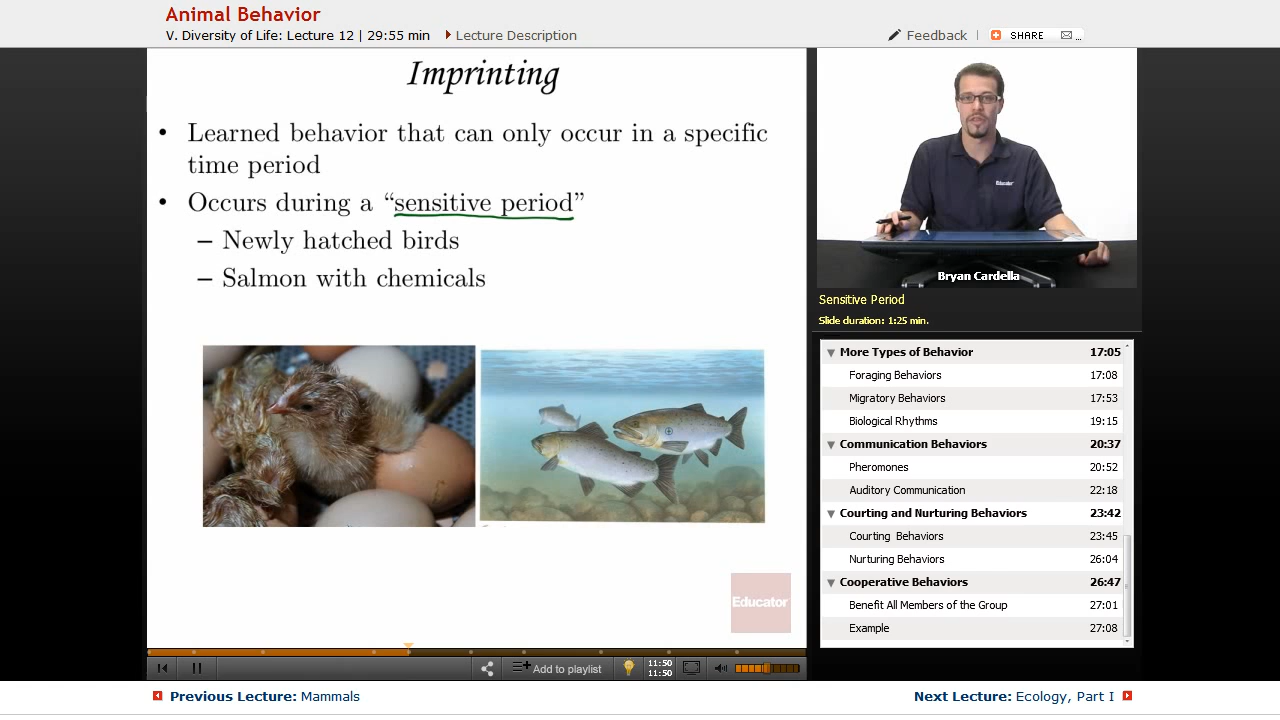 Animal Behavior
V. Diversity of Life: Lecture 12 | 29:55 min
Lecture Description
Feedback
SHARE
Imprinting
• Learned behavior that can only occur in a specific
time period
• Occurs during a “sensitive period”
– Newly hatched birds
– Salmon with chemicals
Educator
Educator
Bryan Cardella
Sensitive Period
Slide duration: 1:25 min.
More Types of Behavior 17:05
Foraging Behaviors 17:08
Migratory Behaviors 17:53
Biological Rhythms 19:15
Communication Behaviors 20:37
Pheromones 20:52
Auditory Communication 22:18
Courting and Nurturing Behaviors 23:42
Courting Behaviors 23:45
Nurturing Behaviors 26:04
Cooperative Behaviors 26:47
Benefit All Members of the Group 27:01
Example 27:08
Add to playlist
11:50
11:50
Previous Lecture: Mammals
Next Lecture: Ecology, Part I